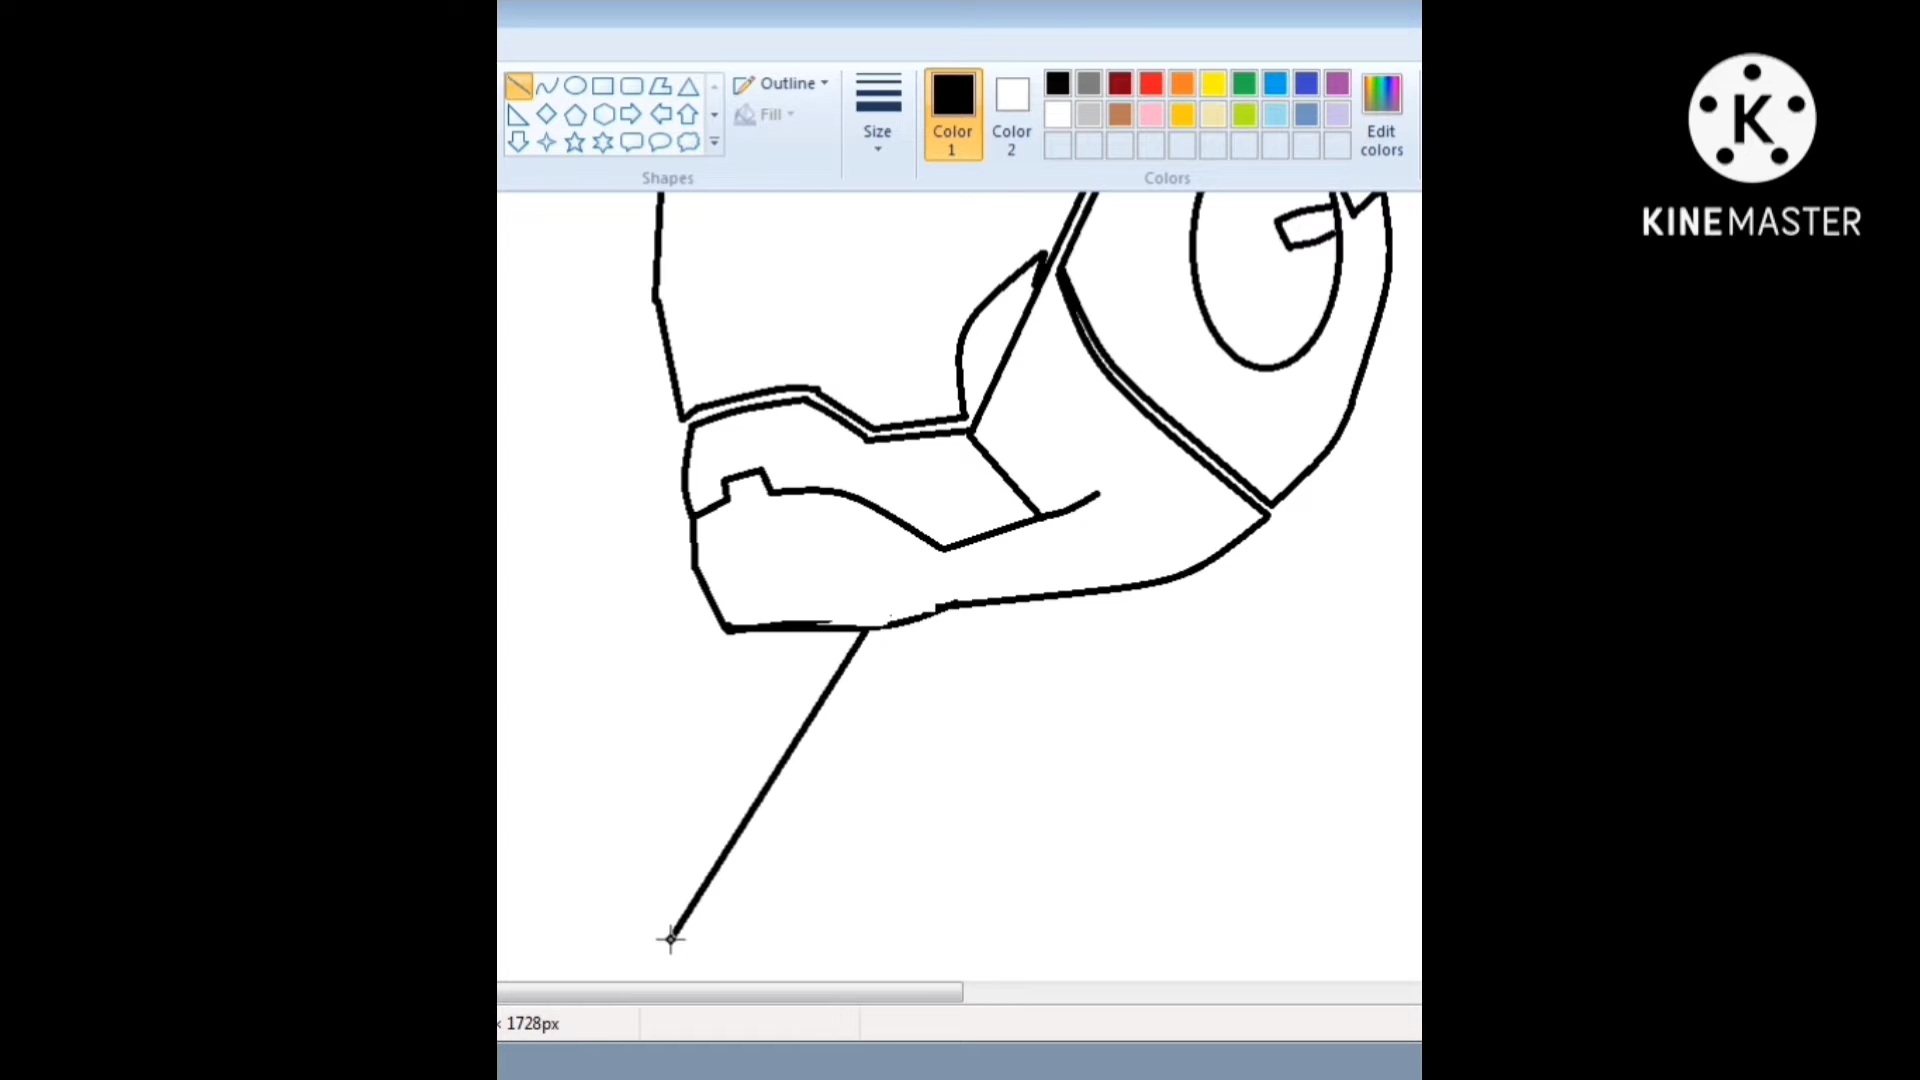 Outline
Fill
Size
Color
1
Color
2
Edit
colors
Shapes
Colors
K
KINEMASTER
1728px